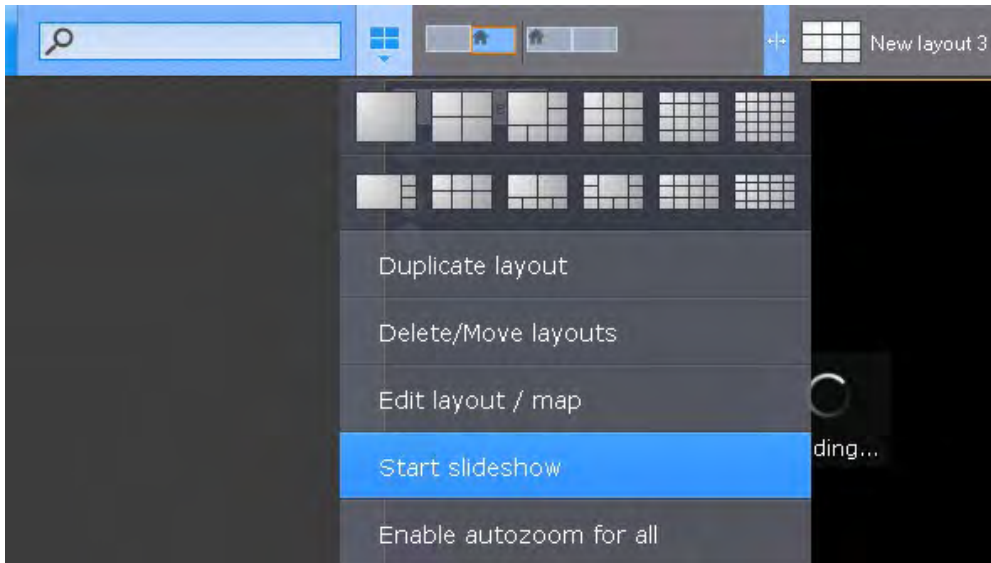 New layout 3
Duplicate layout
Delete/Move layouts
Edit layout / map
Start slideshow
ding...
Enable autozoom for all